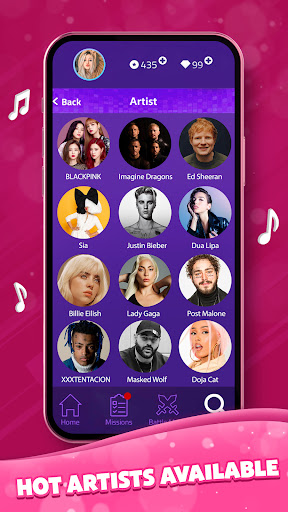 435 99
Back Artist
BLACKPINK Imagine Dragons Ed Sheeran
Sia Justin Bieber Dua Lipa
Billie Eilish Lady Gaga Post Malone
XXXTENTACION Masked Wolf Doja Cat
Home Missions Battle
HOT ARTISTS AVAILABLE